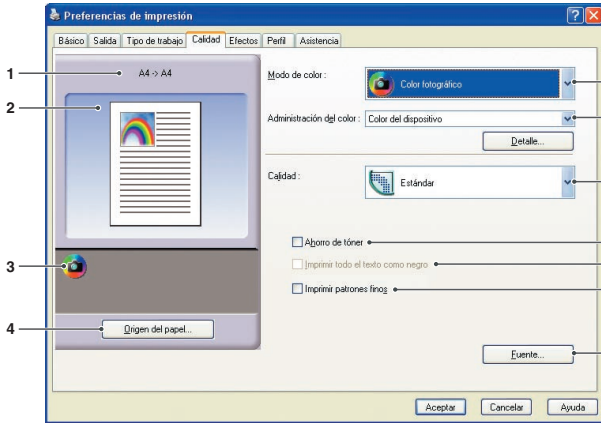 Preferencias de impresión
Básico Salida Tipo de trabajo Calidad Efectos Perfil Asistencia
1
A4 -> A4
2
3
4
Origen del papel...
Modo de color :
Color fotográfico
Administración del color :
Color del dispositivo
Detalle...
Calidad :
Estándar
Ahorro de tóner
Imprimir todo el texto como negro
Imprimir patrones finos
Fuente...
Aceptar Cancelar Ayuda